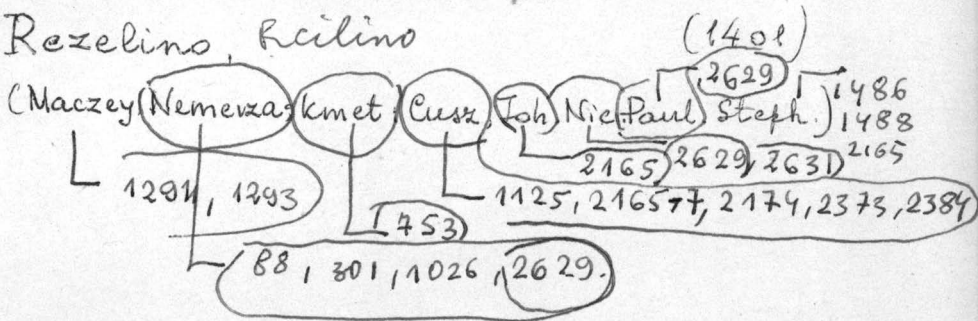 Rezelino, Rcilino
(1401)
2629
(Maczey, Nemerza, kmet, Cusz, Joh, Nic, Paul, Steph.) 1486
1488
2165, 2629, 2631 2165
1291, 1293 1125, 2165-7, 2174, 2373, 2384
753
88, 301, 1026, 2629.